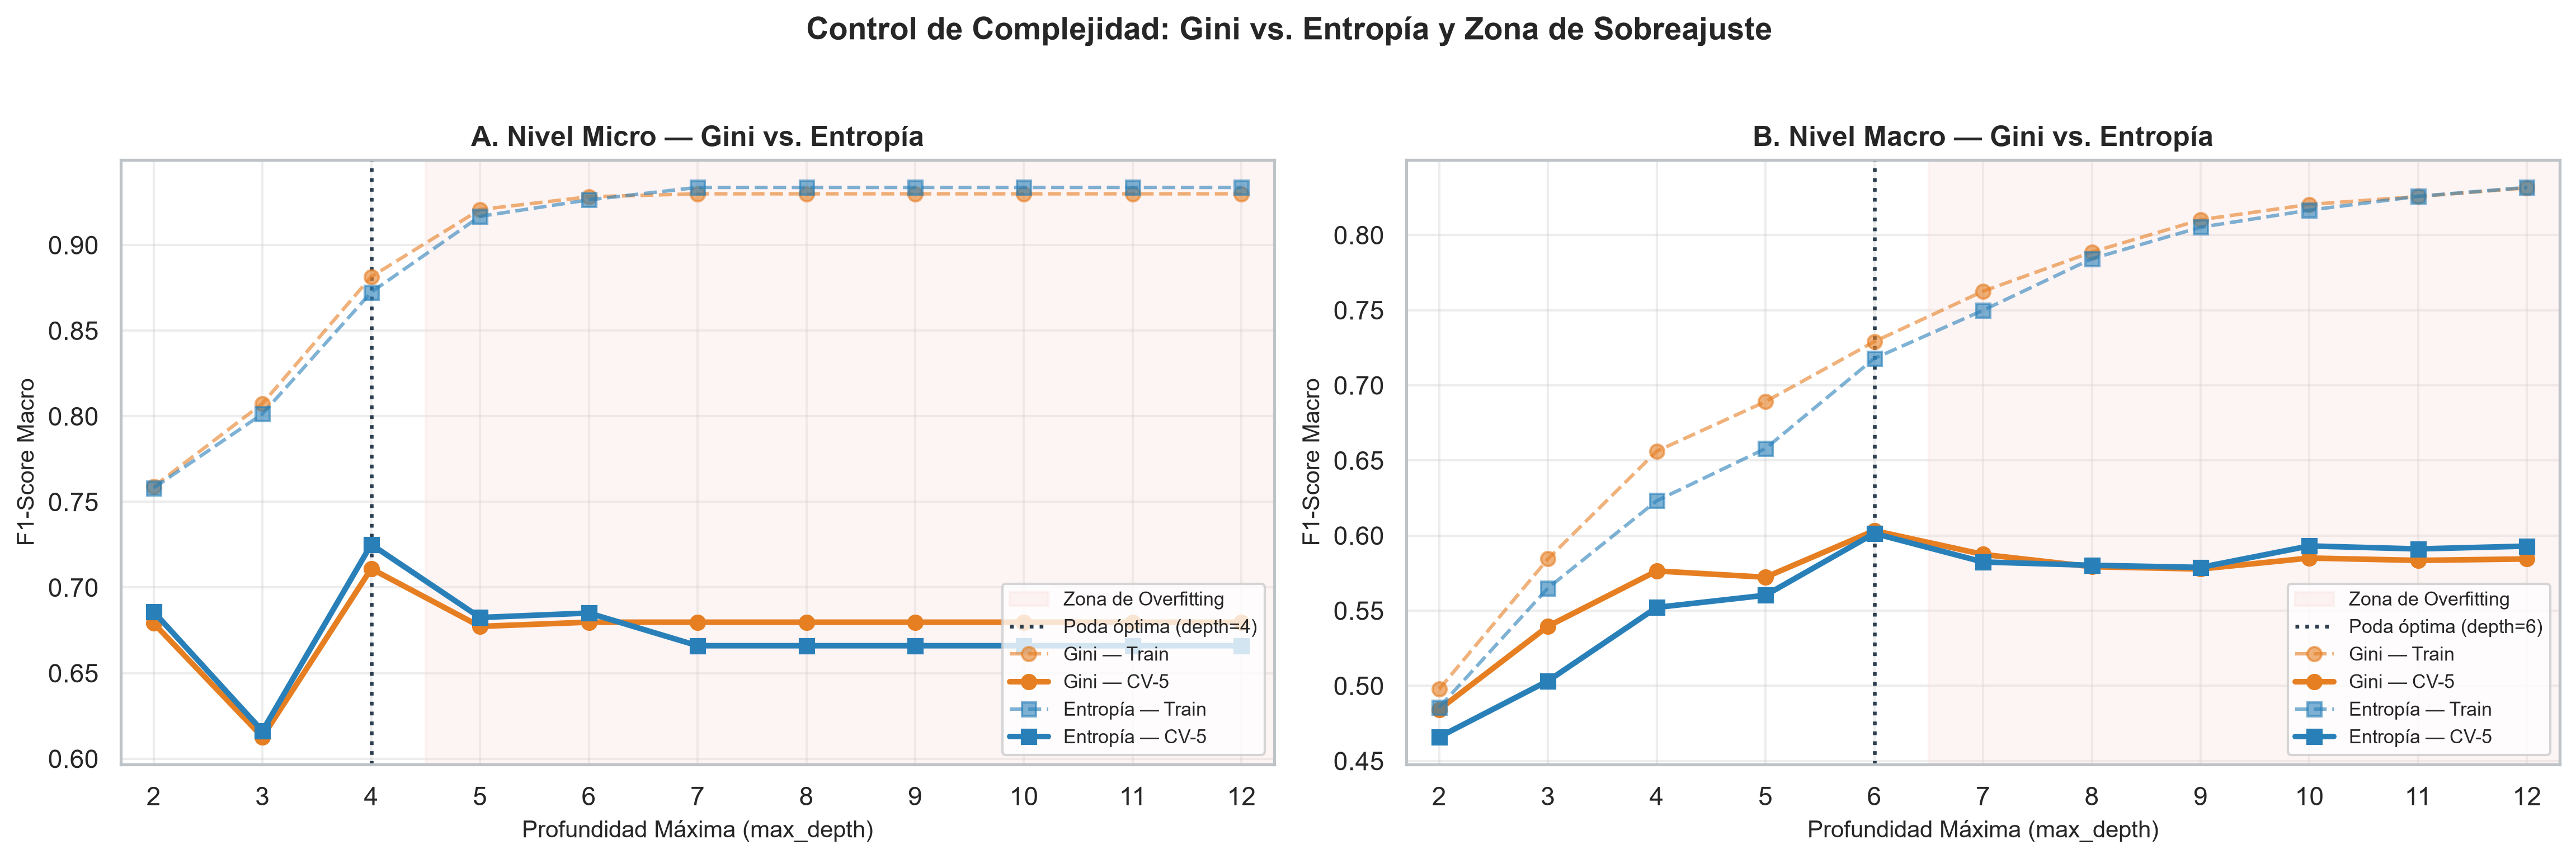 Control de Complejidad: Gini vs. Entropía y Zona de Sobreajuste
A. Nivel Micro — Gini vs. Entropía
F1-Score Macro
0.90
0.85
0.80
0.75
0.70
0.65
0.60
2 3 4 5 6 7 8 9 10 11 12
Profundidad Máxima (max_depth)
Zona de Overfitting
Poda óptima (depth=4)
Gini — Train
Gini — CV-5
Entropía — Train
Entropía — CV-5
B. Nivel Macro — Gini vs. Entropía
F1-Score Macro
0.80
0.75
0.70
0.65
0.60
0.55
0.50
0.45
2 3 4 5 6 7 8 9 10 11 12
Profundidad Máxima (max_depth)
Zona de Overfitting
Poda óptima (depth=6)
Gini — Train
Gini — CV-5
Entropía — Train
Entropía — CV-5